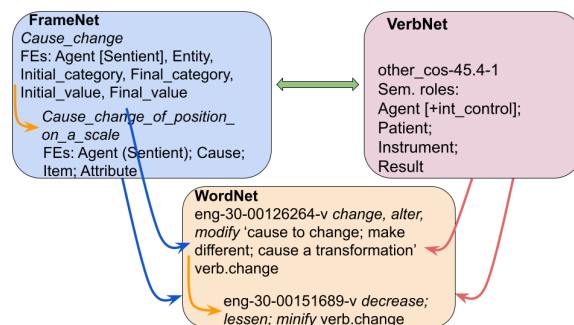 FrameNet
Cause_change
FEs: Agent [Sentient], Entity,
Initial_category, Final_category,
Initial_value, Final_value
Cause_change_of_position_
on_a_scale
FEs: Agent (Sentient); Cause;
Item; Attribute
VerbNet
other_cos-45.4-1
Sem. roles:
Agent [+int_control];
Patient;
Instrument;
Result
WordNet
eng-30-00126264-v change, alter,
modify ‘cause to change; make
different; cause a transformation’
verb.change
eng-30-00151689-v decrease;
lessen; minify verb.change